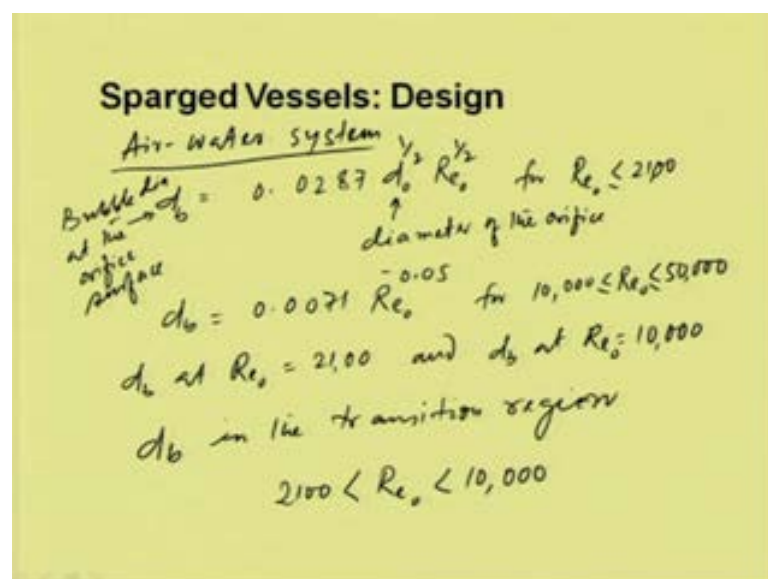 Sparged Vessels: Design
Air-water system
Bubble dia at the orifice surface → d_b = 0.0287 d_o^1/2 Re_o^1/2 for Re_o ≤ 2100
↑
diameter of the orifice
d_b = 0.0071 Re_o^-0.05 for 10,000 ≤ Re_o ≤ 50,000
d_b at Re_o = 21,00 and d_b at Re_o = 10,000
d_b in the transition region
2100 < Re_o < 10,000